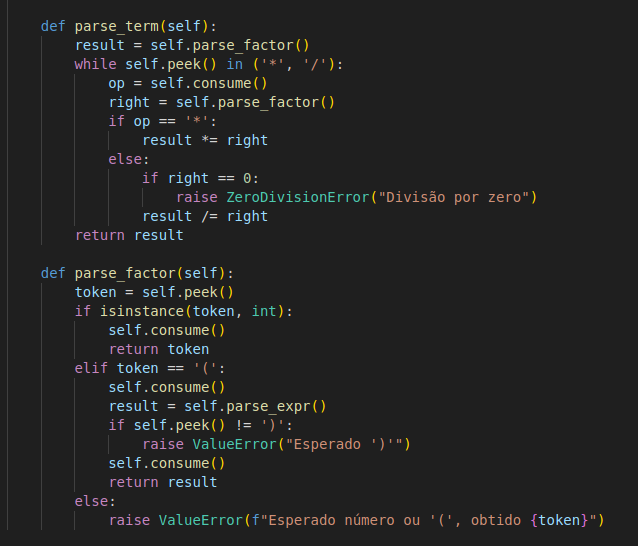 def parse_term(self):
    result = self.parse_factor()
    while self.peek() in ('*', '/'):
        op = self.consume()
        right = self.parse_factor()
        if op == '*':
            result *= right
        else:
            if right == 0:
                raise ZeroDivisionError("Divisão por zero")
            result /= right
    return result

def parse_factor(self):
    token = self.peek()
    if isinstance(token, int):
        self.consume()
        return token
    elif token == '(':
        self.consume()
        result = self.parse_expr()
        if self.peek() != ')':
            raise ValueError("Esperado ')'")
        self.consume()
        return result
    else:
        raise ValueError(f"Esperado número ou '(', obtido {token}")